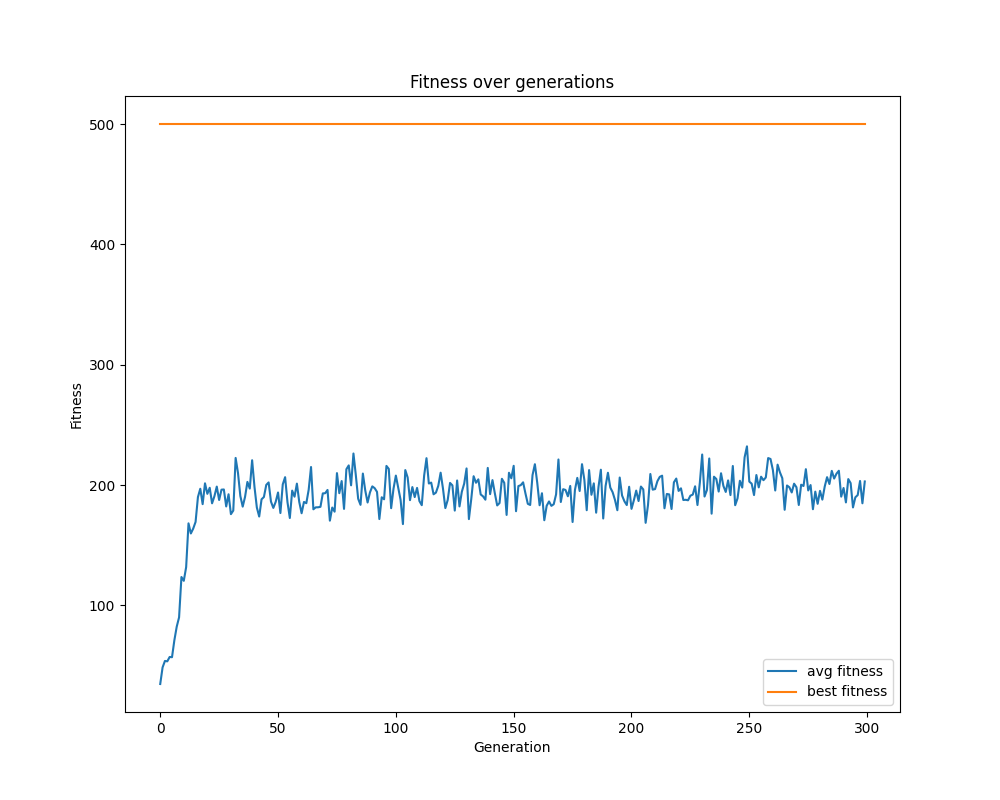 Fitness over generations
500
400
300
200
100
Fitness
0 50 100 150 200 250 300
Generation
avg fitness
best fitness